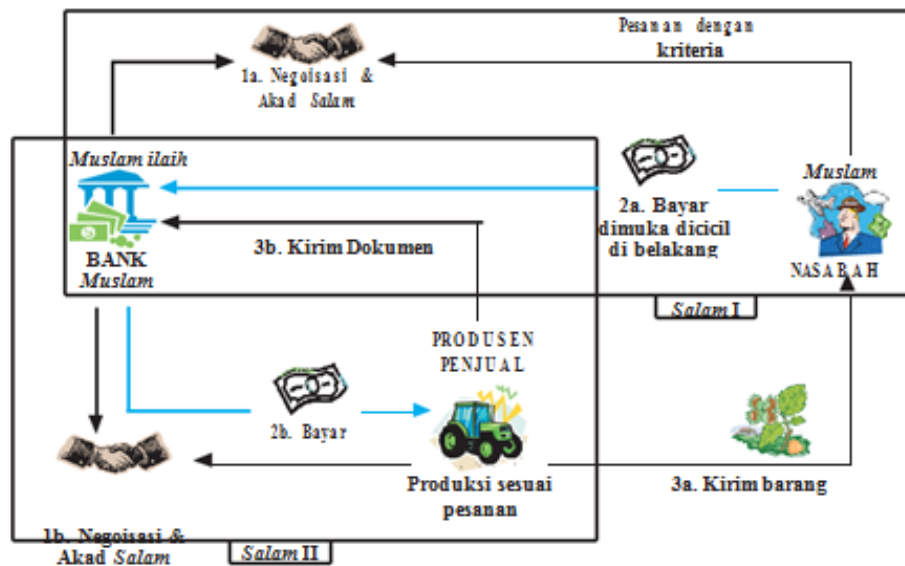 Pesanan dengan
kriteria
1a. Negoisasi &
Akad Salam
Muslam ilaih
BANK
Muslam
3b. Kirim Dokumen
2a. Bayar
dimuka dicicil
di belakang
Muslam
NASABAH
Salam I
PRODUSEN
PENJUAL
2b. Bayar
Produksi sesuai
pesanan
3a. Kirim barang
1b. Negoisasi &
Akad Salam
Salam II